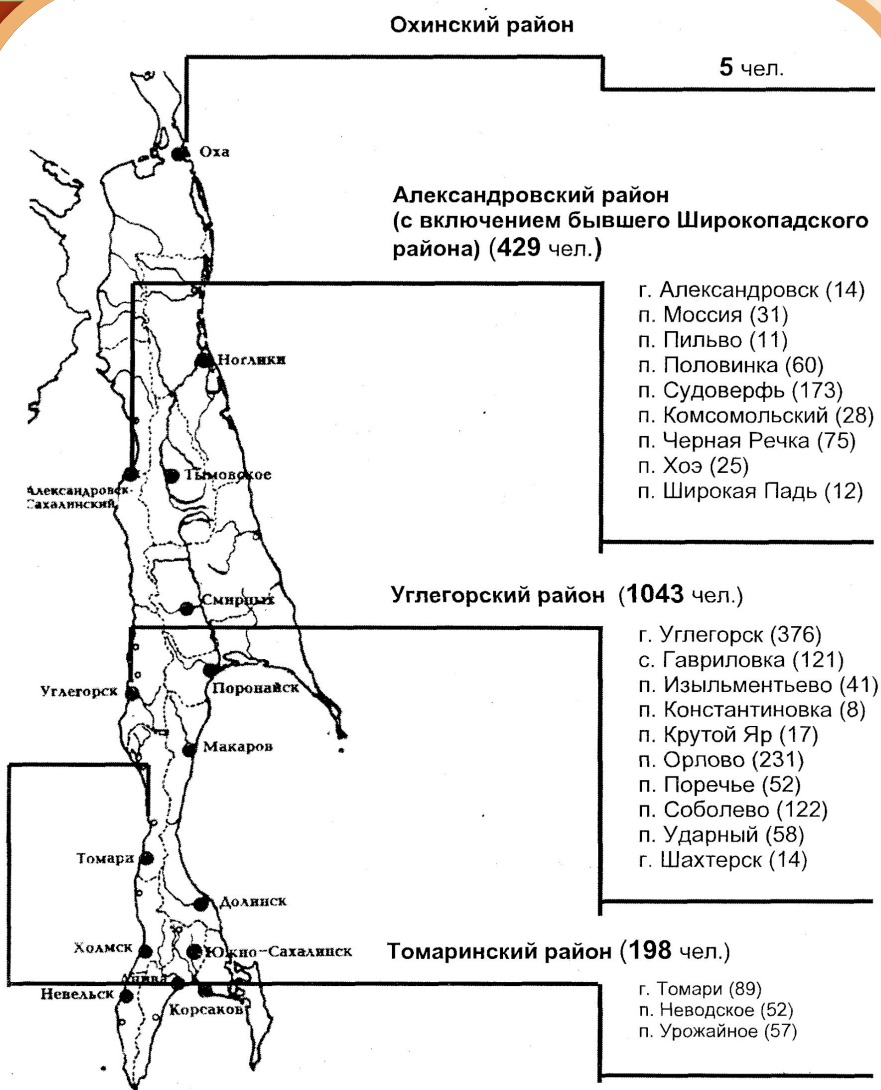 Охинский район
5 чел.
Оха
Александровский район
(с включением бывшего Широкопадского
района) (429 чел.)
г. Александровск (14)
п. Моссия (31)
п. Пильво (11)
п. Половинка (60)
п. Судоверфь (173)
п. Комсомольский (28)
п. Черная Речка (75)
п. Хоэ (25)
п. Широкая Падь (12)
Ноглики
Тымовское
Александровск-
Сахалинский
Смирных
Углегорский район (1043 чел.)
г. Углегорск (376)
с. Гавриловка (121)
п. Изыльментьево (41)
п. Константиновка (8)
п. Крутой Яр (17)
п. Орлово (231)
п. Поречье (52)
п. Соболево (122)
п. Ударный (58)
г. Шахтерск (14)
Поронайск
Углегорск
Макаров
Томари
Долинск
Холмск
Южно-Сахалинск
Томаринский район (198 чел.)
г. Томари (89)
п. Неводское (52)
п. Урожайное (57)
Анива
Невельск
Корсаков